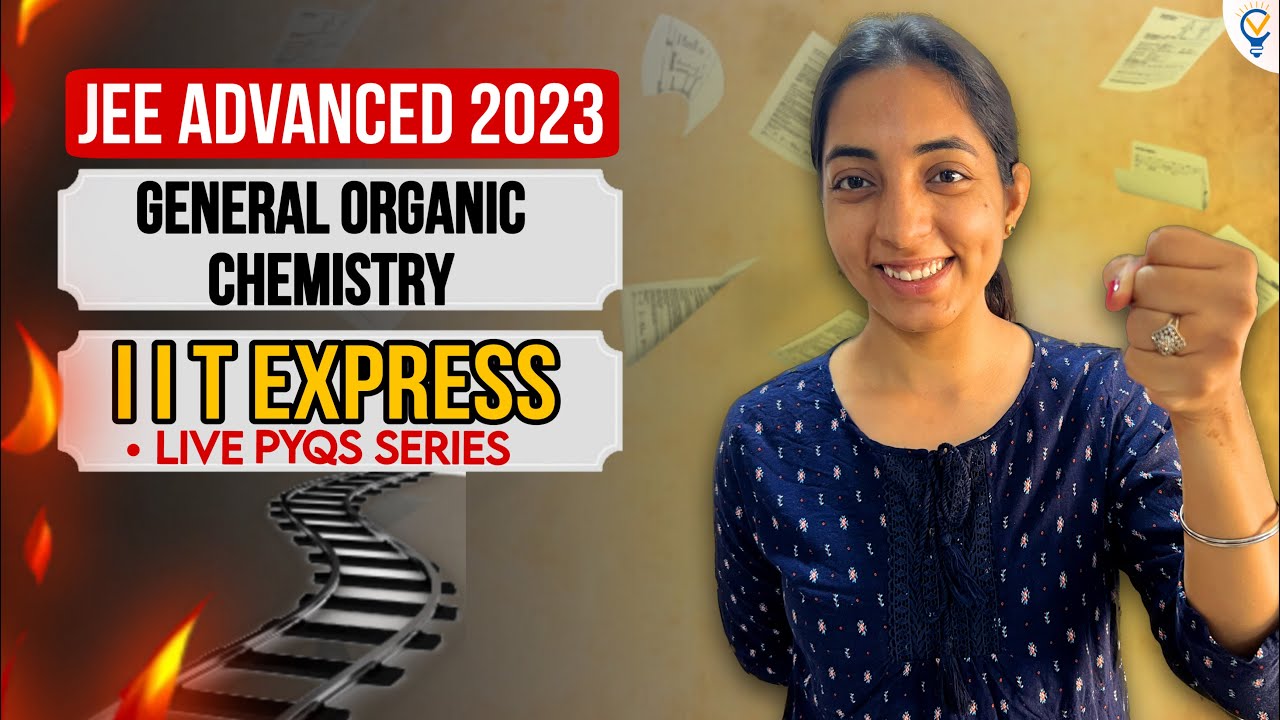 JEE ADVANCED 2023
GENERAL ORGANIC
CHEMISTRY
I I T EXPRESS
• LIVE PYQS SERIES